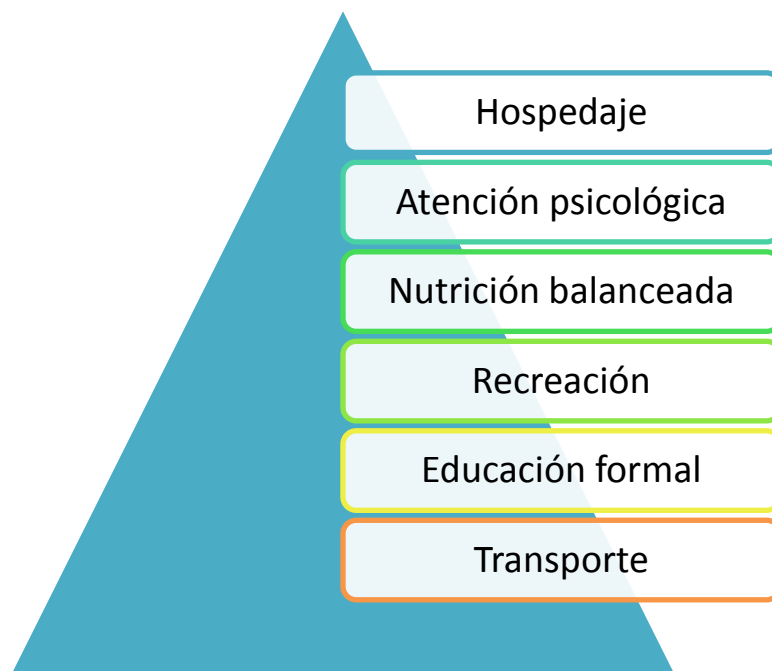 Hospedaje
Atención psicológica
Nutrición balanceada
Recreación
Educación formal
Transporte